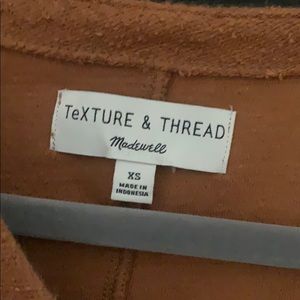 TeXTURE & THREAD
Madewell
XS
MADE IN
INDONESIA